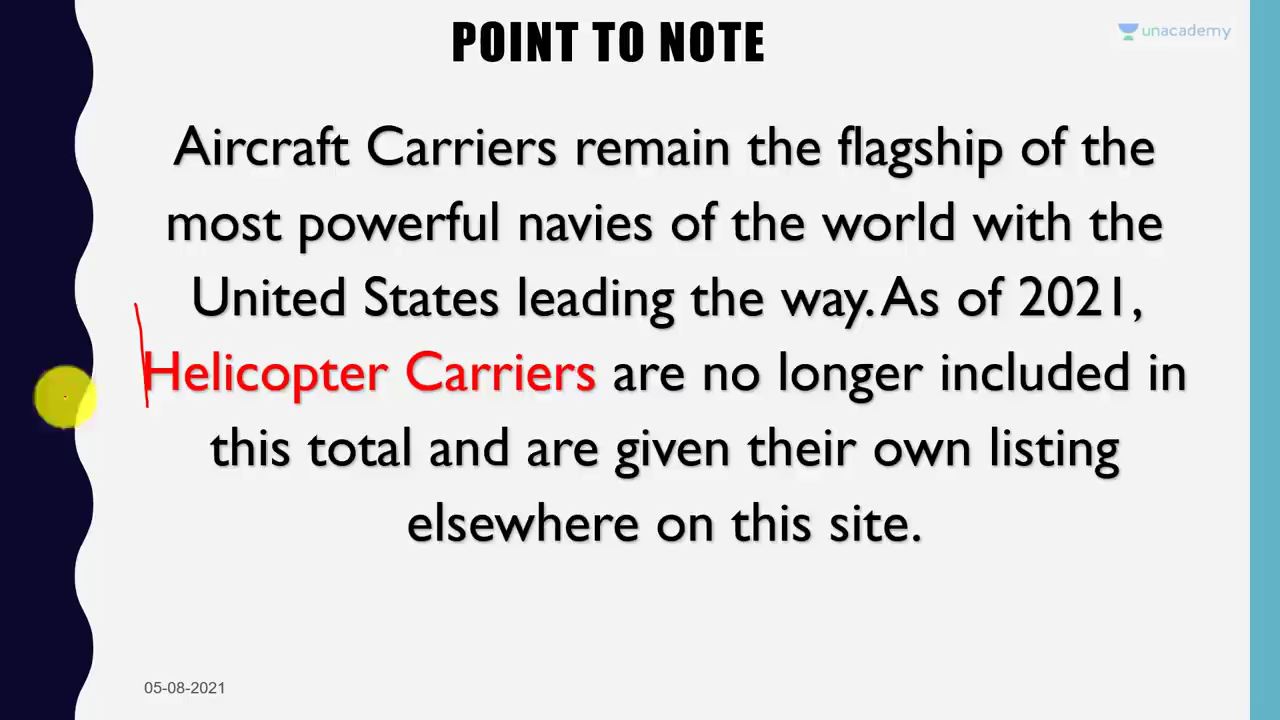 POINT TO NOTE
unacademy
Aircraft Carriers remain the flagship of the
most powerful navies of the world with the
United States leading the way. As of 2021,
Helicopter Carriers are no longer included in
this total and are given their own listing
elsewhere on this site.
05-08-2021